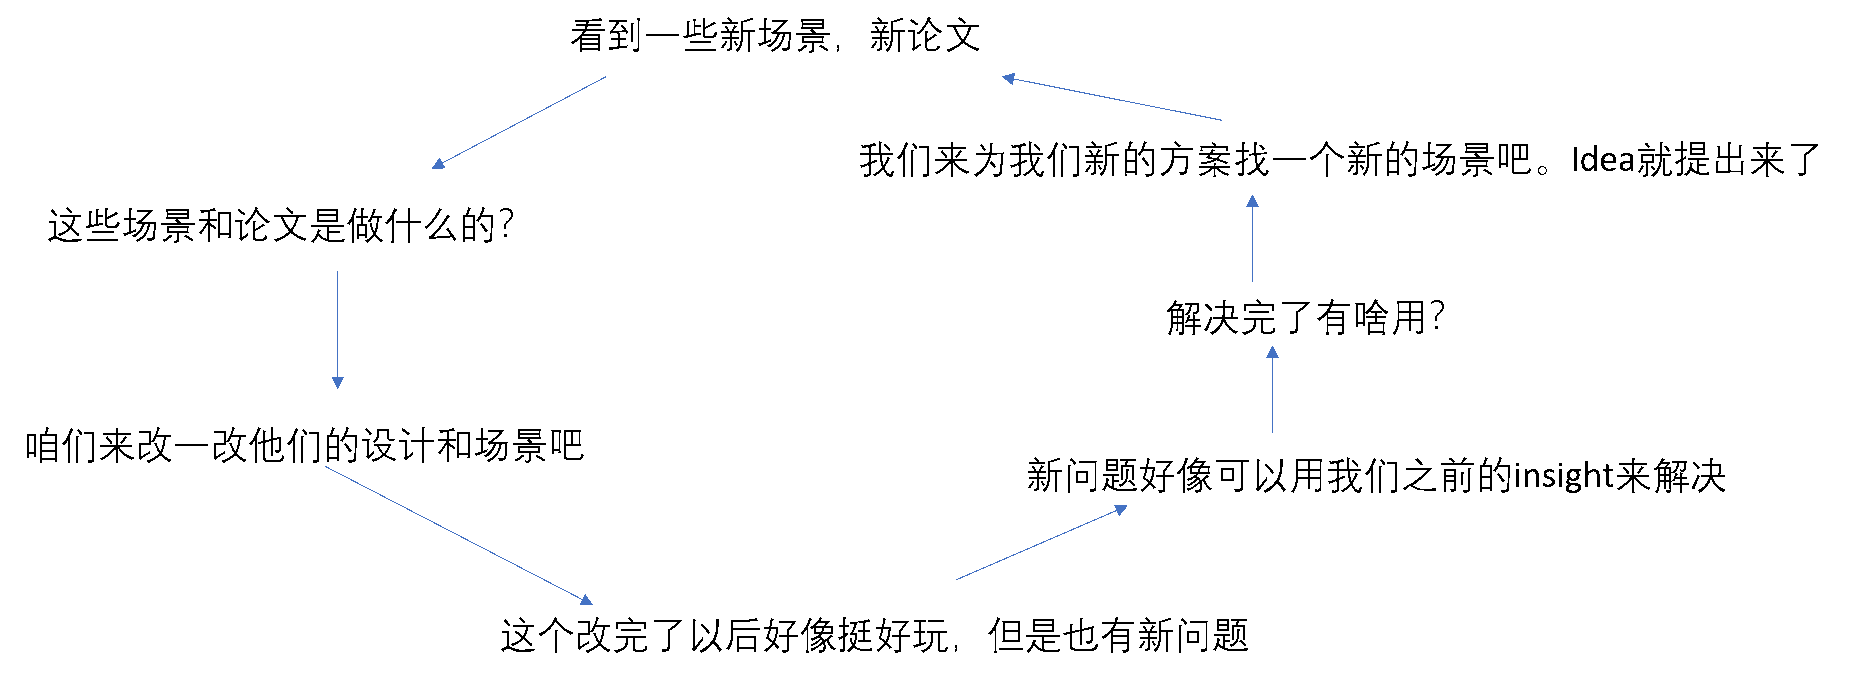 看到一些新场景，新论文
我们来为我们新的方案找一个新的场景吧。Idea就提出来了
这些场景和论文是做什么的？
解决完了有啥用？
咱们来改一改他们的设计和场景吧
新问题好像可以用我们之前的insight来解决
这个改完了以后好像挺好玩，但是也有新问题